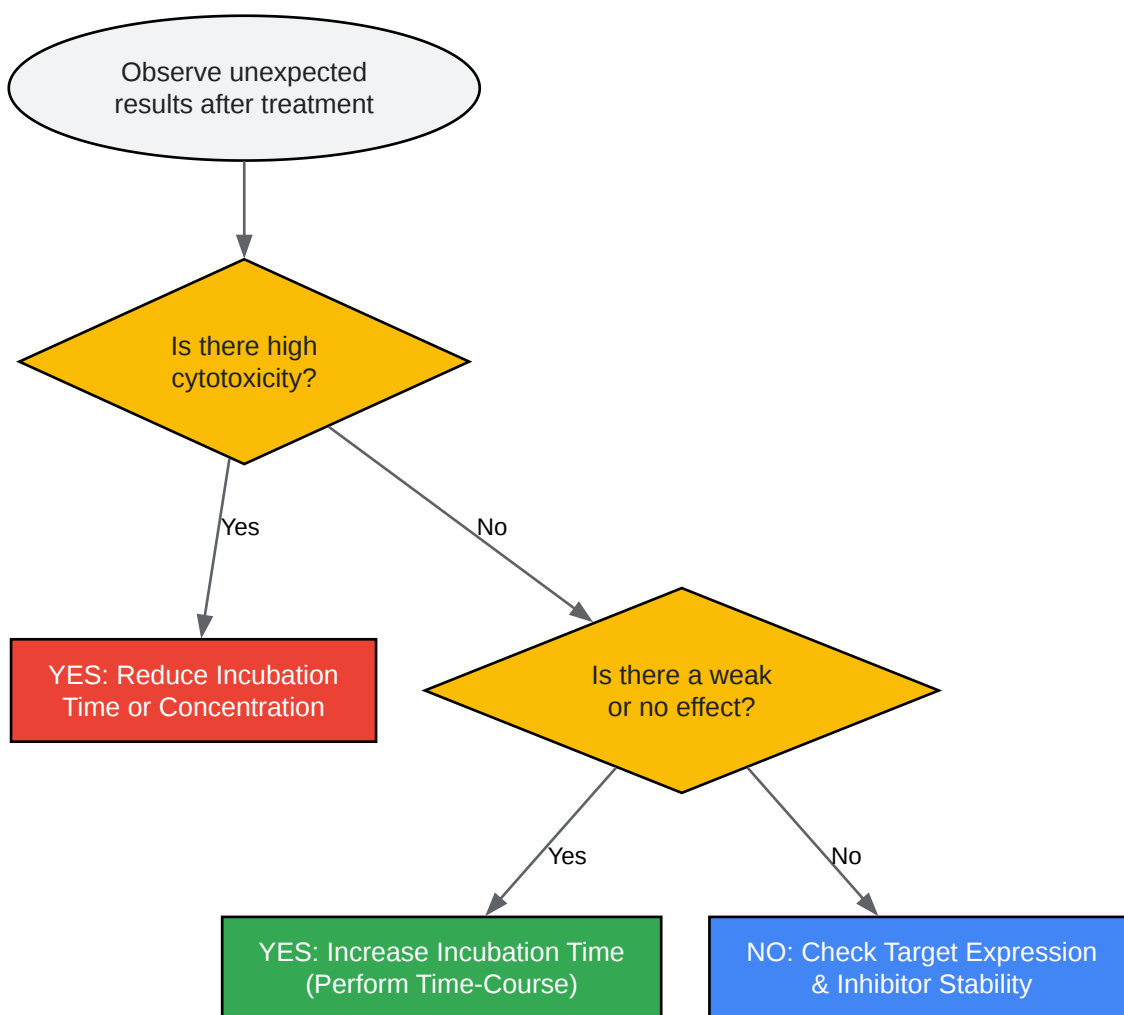 Observe unexpected
results after treatment
Is there high
cytotoxicity?
Yes
No
YES: Reduce Incubation
Time or Concentration
Is there a weak
or no effect?
Yes
No
YES: Increase Incubation Time
(Perform Time-Course)
NO: Check Target Expression
& Inhibitor Stability